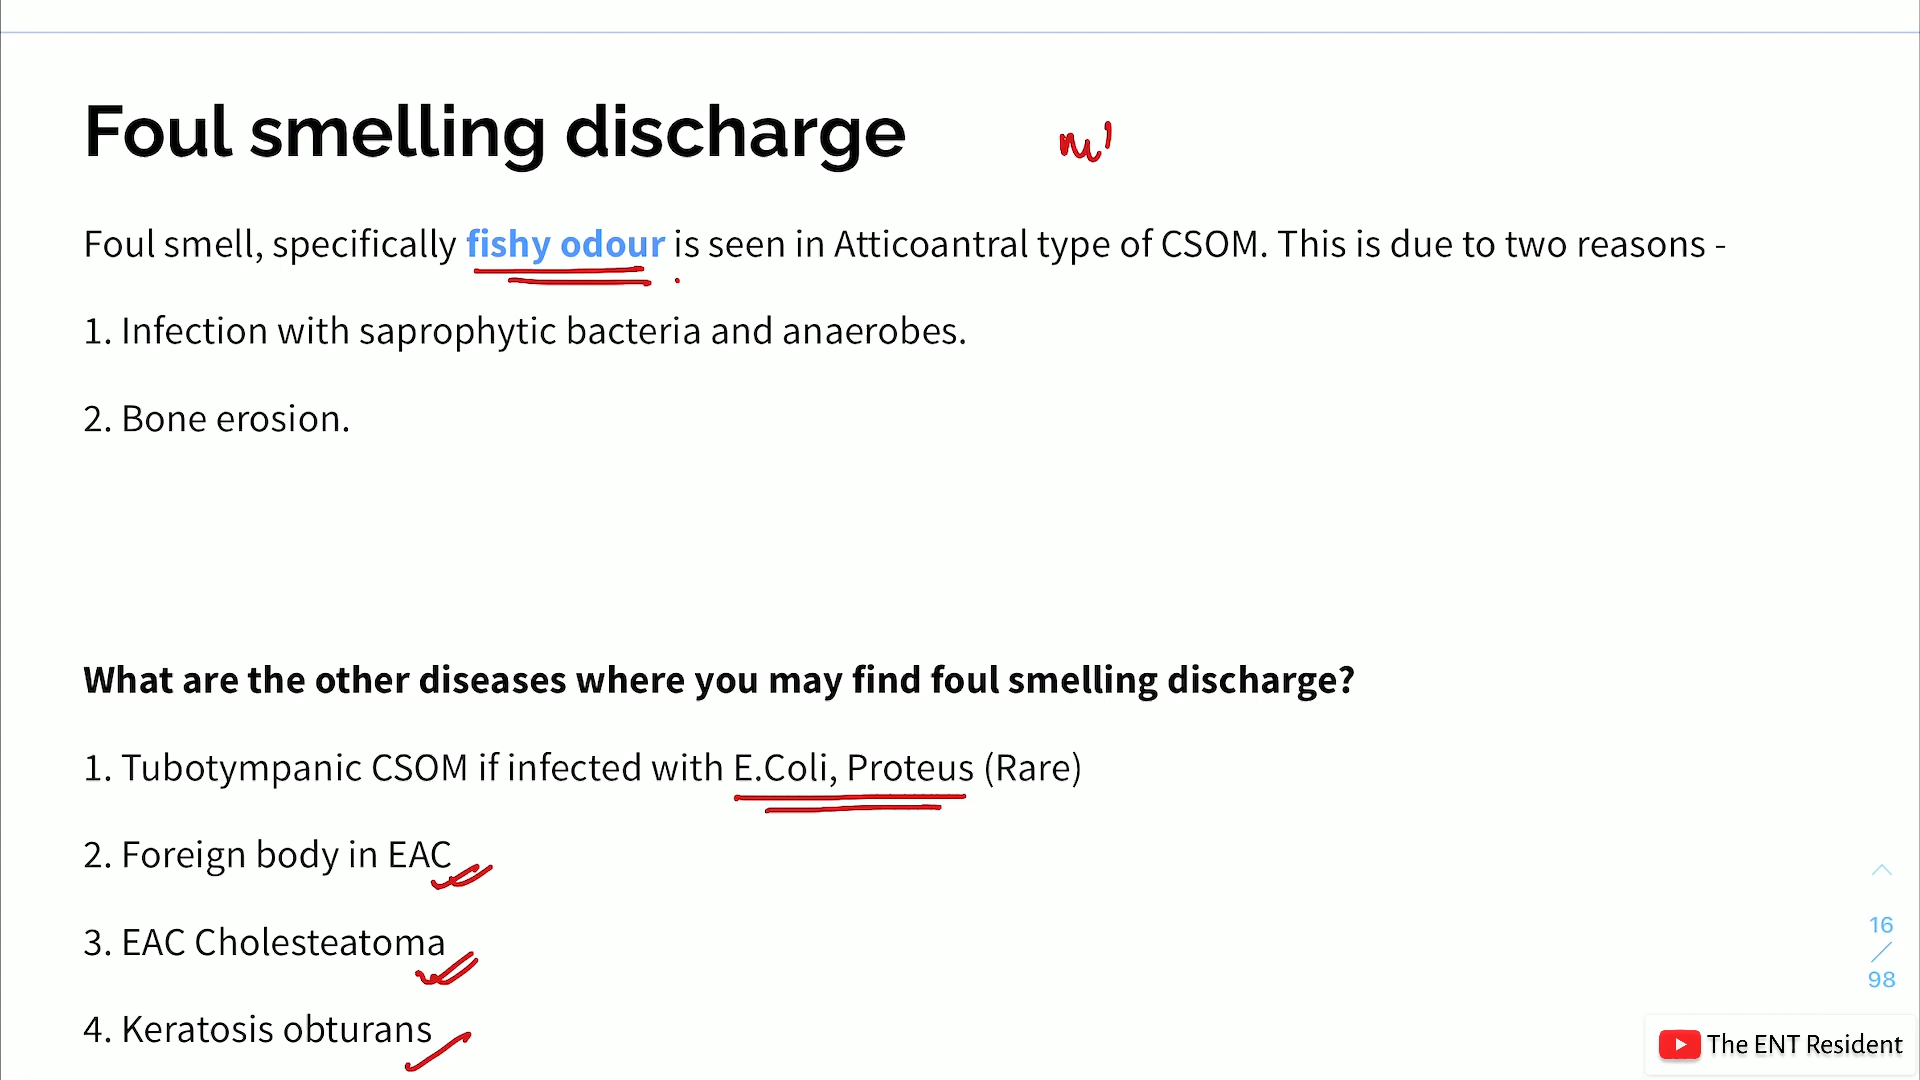 Foul smelling discharge
Foul smell, specifically fishy odour is seen in Atticoantral type of CSOM. This is due to two reasons -
1. Infection with saprophytic bacteria and anaerobes.
2. Bone erosion.
What are the other diseases where you may find foul smelling discharge?
1. Tubotympanic CSOM if infected with E.Coli, Proteus (Rare)
2. Foreign body in EAC
3. EAC Cholesteatoma
4. Keratosis obturans
16
/
98
The ENT Resident